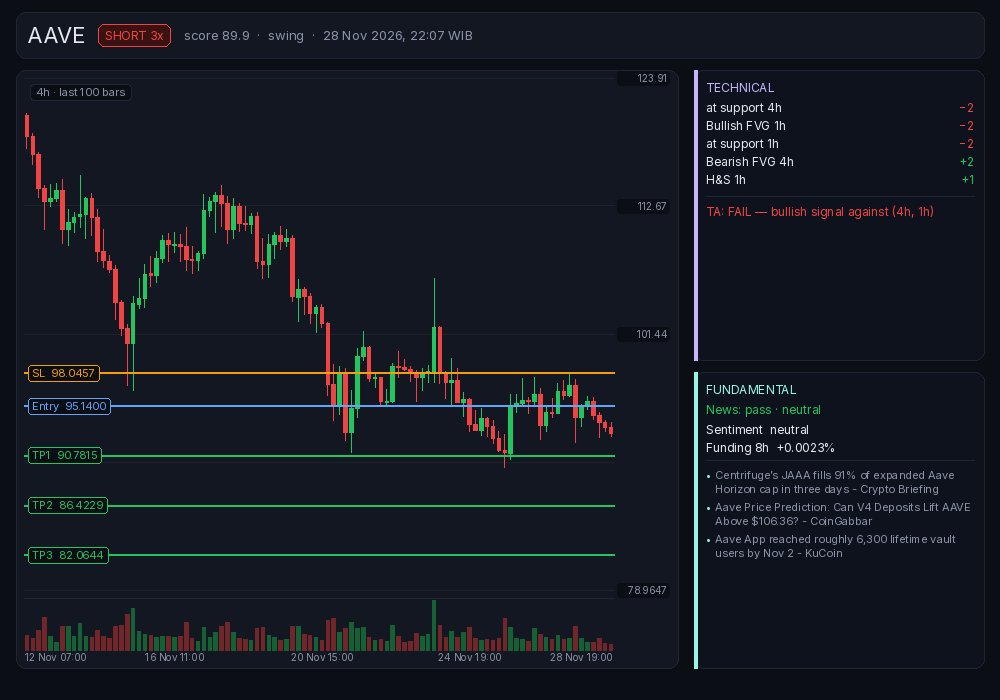 AAVE SHORT 3x score 89.9 · swing · 28 Nov 2026, 22:07 WIB
4h · last 100 bars
123.91
112.67
101.44
78.9647
SL 98.0457
Entry 95.1400
TP1 90.7815
TP2 86.4229
TP3 82.0644
12 Nov 07:00 16 Nov 11:00 20 Nov 15:00 24 Nov 19:00 28 Nov 19:00
TECHNICAL
at support 4h −2
Bullish FVG 1h −2
at support 1h −2
Bearish FVG 4h +2
H&S 1h +1
TA: FAIL — bullish signal against (4h, 1h)
FUNDAMENTAL
News: pass · neutral
Sentiment neutral
Funding 8h +0.0023%
• Centrifuge's JAAA fills 91% of expanded Aave
Horizon cap in three days - Crypto Briefing
• Aave Price Prediction: Can V4 Deposits Lift AAVE
Above $106.36? - CoinGabbar
• Aave App reached roughly 6,300 lifetime vault
users by Nov 2 - KuCoin